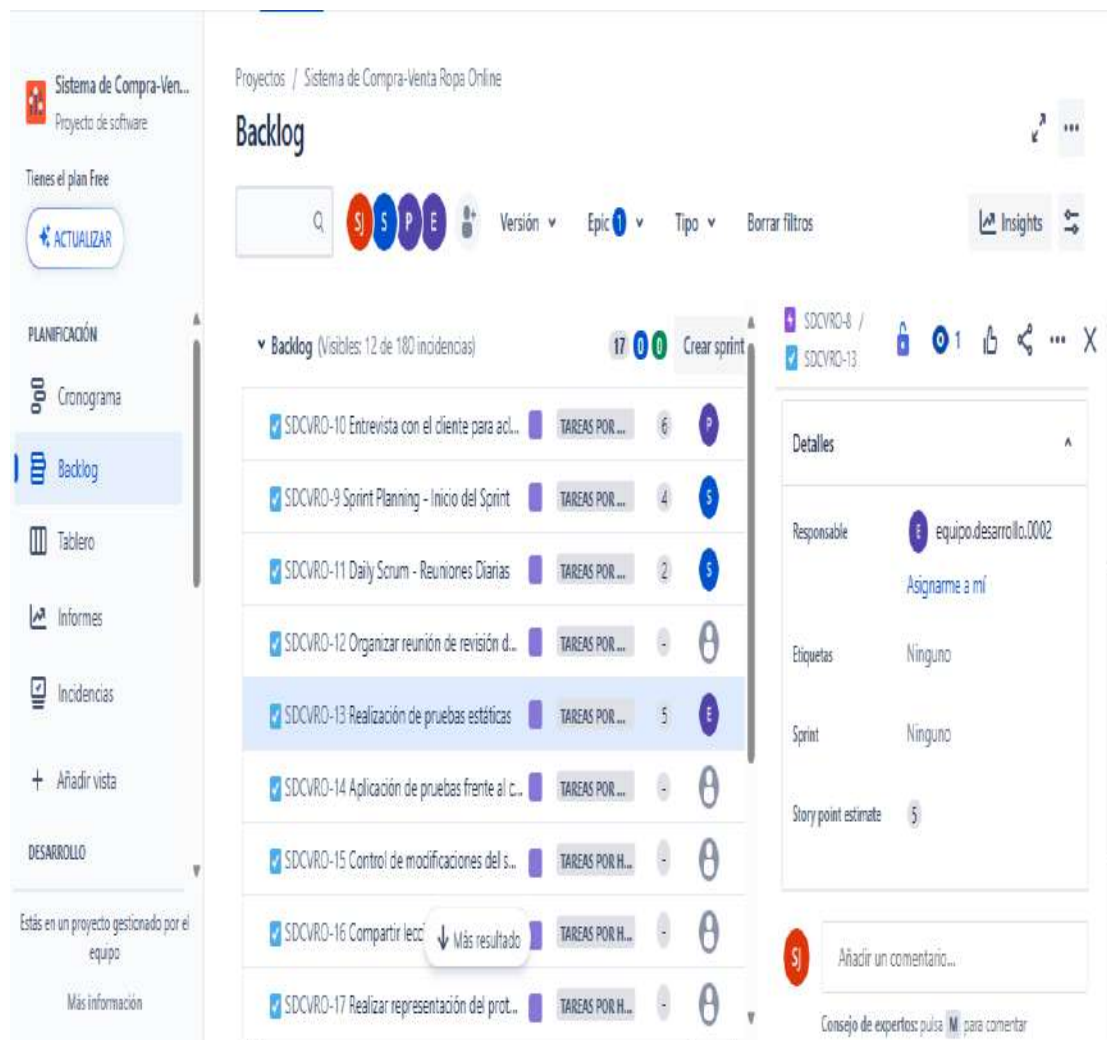 Sistema de Compra-Ven...
Proyecto de software
Tienes el plan Free
ACTUALIZAR
PLANIFICACIÓN
Cronograma
Backlog
Tablero
Informes
Incidencias
Añadir vista
DESARROLLO
Estás en un proyecto gestionado por el
equipo
Más información
Proyectos / Sistema de Compra-Venta Ropa Online
Backlog
SJ S P E
Versión Epic 1 Tipo Borrar filtros
Insights
Backlog (Visibles: 12 de 180 incidencias) 17 0 0 Crear sprint
SDCVRO-10 Entrevista con el cliente para acl... TAREAS POR ... 6 P
SDCVRO-9 Sprint Planning - Inicio del Sprint TAREAS POR ... 4 S
SDCVRO-11 Daily Scrum - Reuniones Diarias TAREAS POR ... 2 S
SDCVRO-12 Organizar reunión de revisión d... TAREAS POR ... -
SDCVRO-13 Realización de pruebas estáticas TAREAS POR ... 5 E
SDCVRO-14 Aplicación de pruebas frente al c... TAREAS POR ... -
SDCVRO-15 Control de modificaciones del s... TAREAS POR H... -
SDCVRO-16 Compartir lecc TAREAS POR H... -
Más resultado
SDCVRO-17 Realizar representación del prot... TAREAS POR H... -
SDCVRO-8 /
SDCVRO-13
1
Detalles
Responsable E equipo.desarrollo.0002
Asignarme a mí
Etiquetas Ninguno
Sprint Ninguno
Story point estimate 5
SJ Añadir un comentario...
Consejo de expertos: pulsa M para comentar